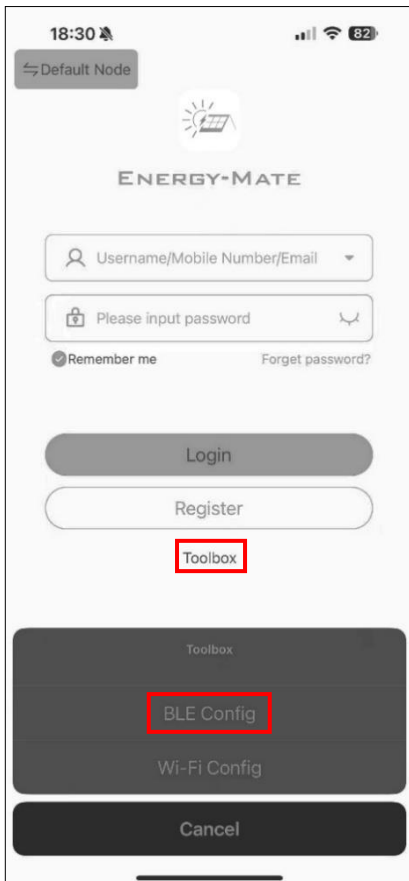 18:30
82
Default Node
ENERGY-MATE
Username/Mobile Number/Email
Please input password
Remember me
Forget password?
Login
Register
Toolbox
Toolbox
BLE Config
Wi-Fi Config
Cancel